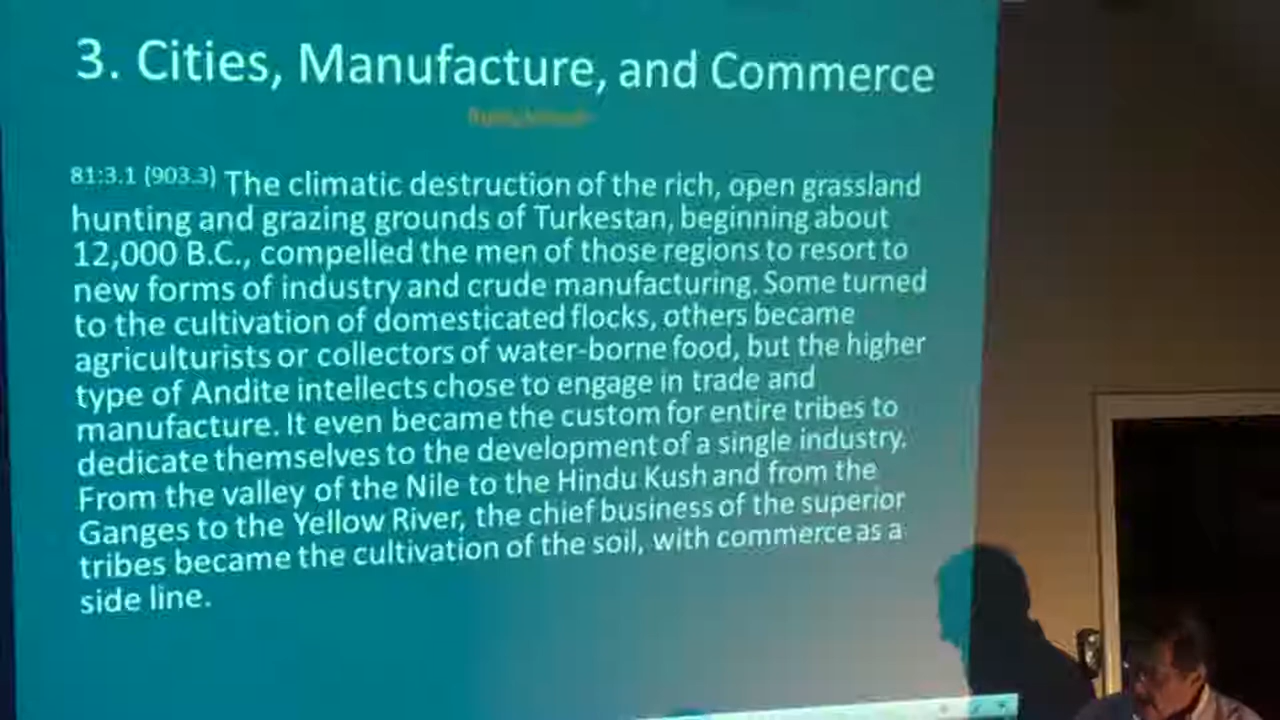 3. Cities, Manufacture, and Commerce
81:3.1 (903.3) The climatic destruction of the rich, open grassland
hunting and grazing grounds of Turkestan, beginning about
12,000 B.C., compelled the men of those regions to resort to
new forms of industry and crude manufacturing. Some turned
to the cultivation of domesticated flocks, others became
agriculturists or collectors of water-borne food, but the higher
type of Andite intellects chose to engage in trade and
manufacture. It even became the custom for entire tribes to
dedicate themselves to the development of a single industry.
From the valley of the Nile to the Hindu Kush and from the
Ganges to the Yellow River, the chief business of the superior
tribes became the cultivation of the soil, with commerce as a
side line.